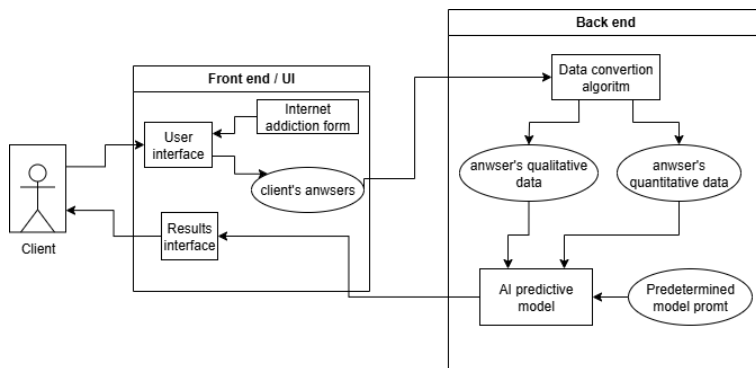 Back end
Front end / UI
Data convertion
algoritm
Internet
addiction form
User
interface
client's anwsers
anwser's qualitative
data
anwser's
quantitative data
Results
interface
Client
AI predictive
model
Predetermined
model promt